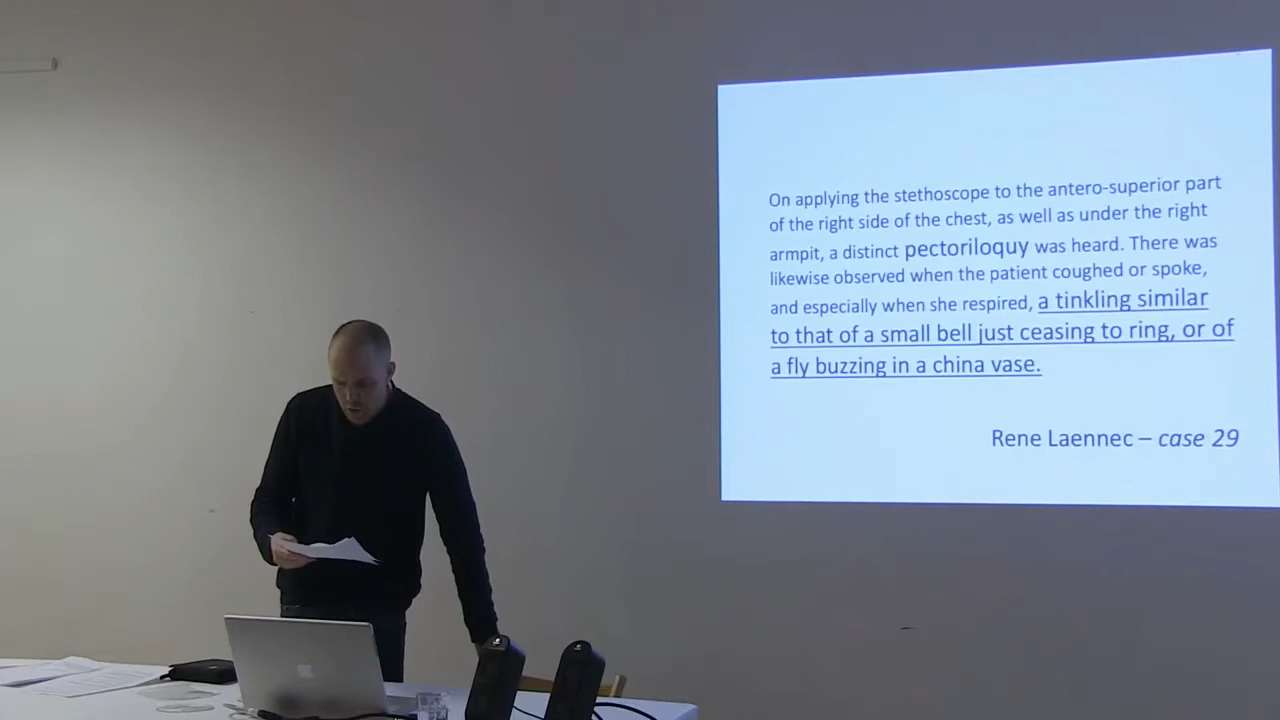 On applying the stethoscope to the antero-superior part
of the right side of the chest, as well as under the right
armpit, a distinct pectoriloquy was heard. There was
likewise observed when the patient coughed or spoke,
and especially when she respired, a tinkling similar
to that of a small bell just ceasing to ring, or of
a fly buzzing in a china vase.
Rene Laennec – case 29